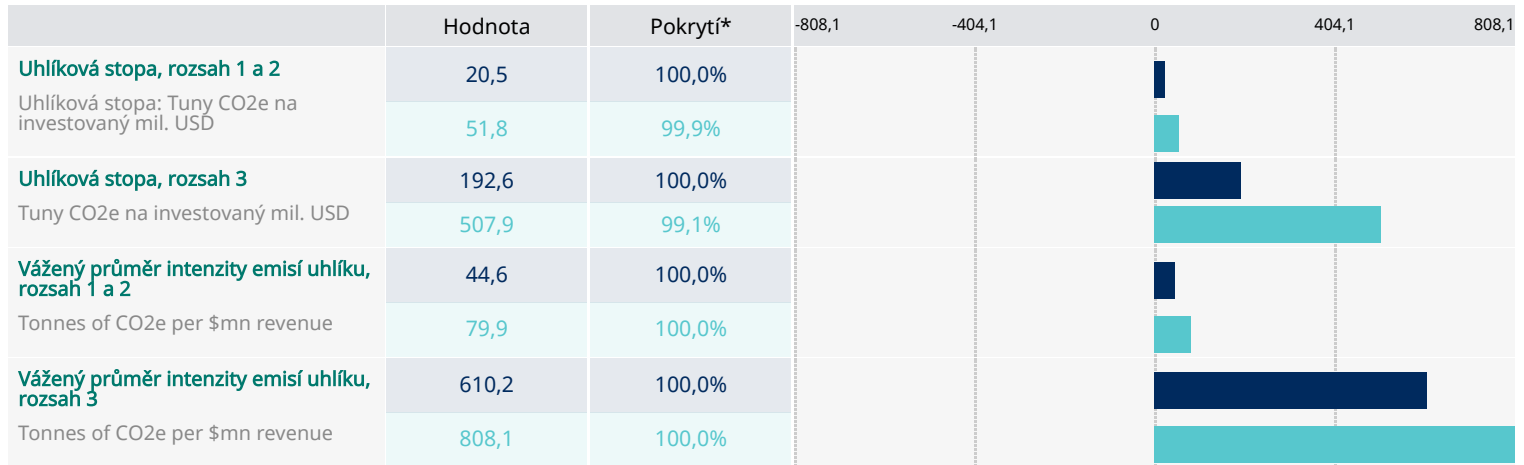 Hodnota Pokrytí* -808,1 -404,1 0 404,1 808,1
Uhlíková stopa, rozsah 1 a 2
Uhlíková stopa: Tuny CO2e na
investovaný mil. USD
20,5 100,0%
51,8 99,9%
Uhlíková stopa, rozsah 3
Tuny CO2e na investovaný mil. USD
192,6 100,0%
507,9 99,1%
Vážený průměr intenzity emisí uhlíku,
rozsah 1 a 2
Tonnes of CO2e per $mn revenue
44,6 100,0%
79,9 100,0%
Vážený průměr intenzity emisí uhlíku,
rozsah 3
Tonnes of CO2e per $mn revenue
610,2 100,0%
808,1 100,0%